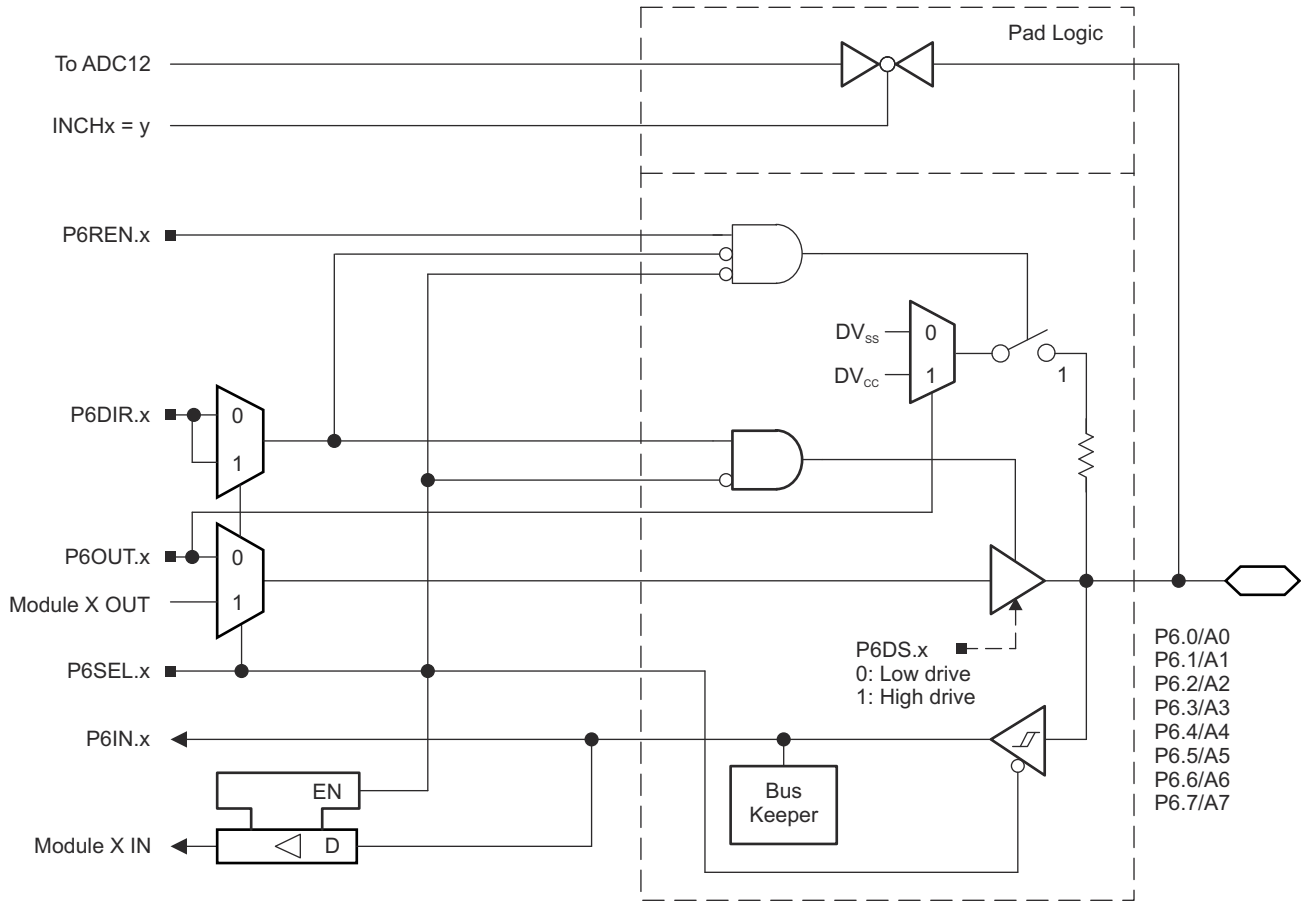 Pad Logic
To ADC12
INCHx = y
P6REN.x
DVSS
0
DVCC
1
1
P6DIR.x
0
1
P6OUT.x
0
Module X OUT
1
P6SEL.x
P6DS.x
0: Low drive
1: High drive
P6.0/A0
P6.1/A1
P6.2/A2
P6.3/A3
P6.4/A4
P6.5/A5
P6.6/A6
P6.7/A7
P6IN.x
Bus
Keeper
EN
Module X IN
D